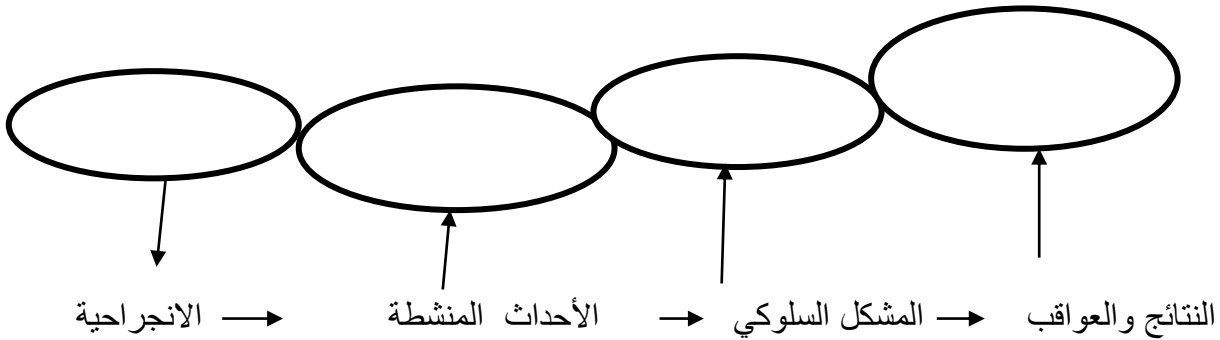 الانجراحية → الأحداث المنشطة → المشكل السلوكي → النتائج والعواقب